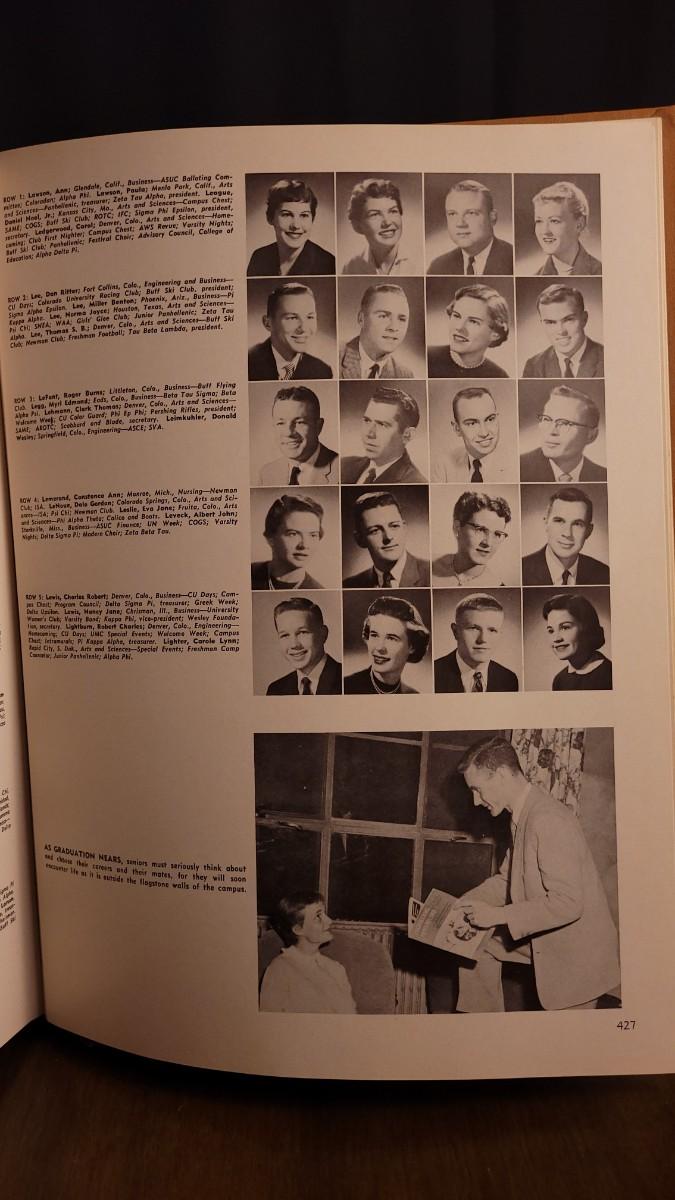 ROW 1: Lawson, Ann; Glendale, Calif., Business—ASUC Balloting Com-
mittee; Coloradan; Alpha Phi. Lawson, Paula; Menlo Park, Calif., Arts
and Sciences—Panhellenic, treasurer; Zeta Tau Alpha, president. League,
Daniel Noel, Jr.; Kansas City, Mo., Arts and Sciences—Campus Chest;
SAME; COGS; Buff Ski Club; ROTC; IFC; Sigma Phi Epsilon, president,
secretary. Ledgerwood, Carol; Denver, Colo., Arts and Sciences—Home-
coming; Club First Nighter; Campus Chest; AWS Revue; Varsity Nights;
Buff Ski Club; Panhellenic; Festival Choir; Advisory Council, College of
Education; Alpha Delta Pi.
ROW 2: Lee, Dan Ritter; Fort Collins, Colo., Engineering and Business—
CU Days; Colorado University Racing Club; Buff Ski Club, president;
Sigma Alpha Epsilon. Lee, Miller Denton; Phoenix, Ariz., Business—Pi
Kappa Alpha. Lee, Norma Joyce; Houston, Texas, Arts and Sciences—
Psi Chi; SNEA; WAA; Girls' Glee Club; Junior Panhellenic; Zeta Tau
Alpha. Lee, Thomas S. B.; Denver, Colo., Arts and Sciences—Buff Ski
Club; Newman Club; Freshman Football; Tau Beta Lambda, president.
ROW 3: LeFont, Roger Burns; Littleton, Colo., Business—Buff Flying
Club. Legg, Myrl Edmund; Eads, Colo., Business—Beta Tau Sigma; Beta
Alpha Psi. Lehmann, Clark Thomas; Denver, Colo., Arts and Sciences—
Welcome Week; CU Color Guard; Phi Ep Phi; Pershing Rifles, president;
SAME; AROTC; Scabbard and Blade, secretary. Leimkuhler, Donald
Wesley; Springfield, Colo., Engineering—ASCE; SVA.
ROW 4: Lemerand, Constance Ann; Monroe, Mich., Nursing—Newman
Club; ISA. LeNoue, Dale Gordon; Colorado Springs, Colo., Arts and Sci-
ences—ISA; Psi Chi; Newman Club. Leslie, Eva Jane; Fruita, Colo., Arts
and Sciences—Phi Alpha Theta; Calico and Boots. Leveck, Albert John;
Starkville, Miss., Business—ASUC Finance; UN Week; COGS; Varsity
Nights; Delta Sigma Pi; Modern Choir; Zeta Beta Tau.
ROW 5: Lewis, Charles Robert; Denver, Colo., Business—CU Days; Cam-
pus Chest; Program Council; Delta Sigma Pi, treasurer; Greek Week;
Delta Upsilon. Lewis, Nancy Jane; Chrisman, Ill., Business—University
Women's Club; Varsity Band; Kappa Phi, vice-president; Wesley Founda-
tion, secretary. Lightburn, Robert Charles; Denver, Colo., Engineering—
Homecoming; CU Days; UMC Special Events; Welcome Week; Campus
Chest; Intramurals; Pi Kappa Alpha, treasurer. Lighter, Carole Lynn;
Rapid City, S. Dak., Arts and Sciences—Special Events; Freshman Camp
Counselor; Junior Panhellenic; Alpha Phi.
AS GRADUATION NEARS, seniors must seriously think about
and choose their careers and their mates, for they will soon
encounter life as it is outside the flagstone walls of the campus.
427